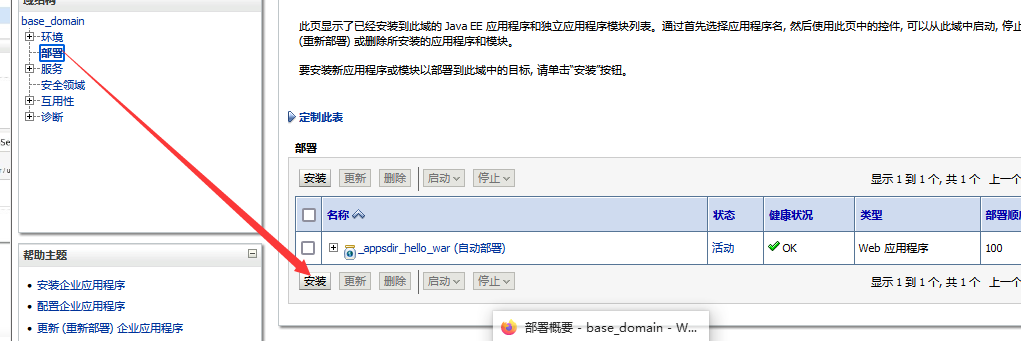 域结构
base_domain
环境
部署
服务
安全领域
互用性
诊断
帮助主题
安装企业应用程序
配置企业应用程序
更新 (重新部署) 企业应用程序
此页显示了已经安装到此域的 Java EE 应用程序和独立应用程序模块列表。通过首先选择应用程序名, 然后使用此页中的控件, 可以从此域中启动, 停止
(重新部署) 或删除所安装的应用程序和模块。
要安装新应用程序或模块以部署到此域中的目标, 请单击“安装”按钮。
定制此表
部署
安装 更新 删除 启动 停止 显示 1 到 1 个, 共 1 个 上一个
名称 状态 健康状况 类型 部署顺
_appsdir_hello_war (自动部署) 活动 OK Web 应用程序 100
安装 更新 删除 启动 停止 显示 1 到 1 个, 共 1 个 上一个
部署概要 - base_domain - W...